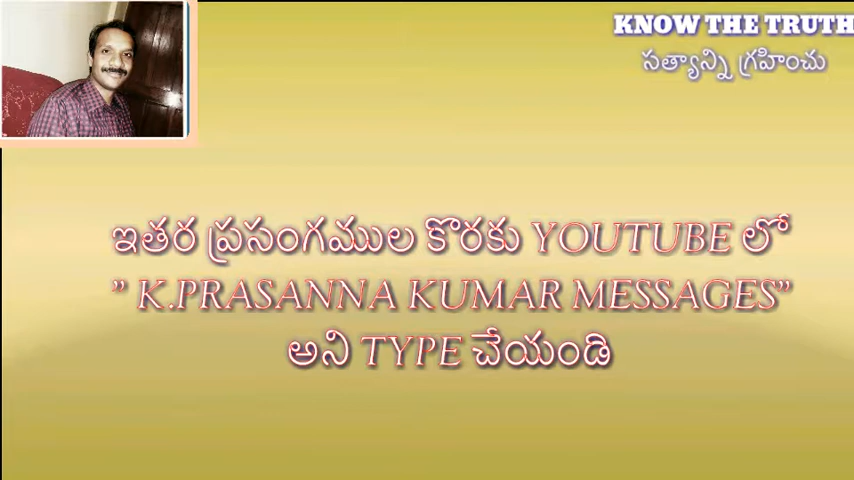 KNOW THE TRUTH
సత్యాన్ని గ్రహించు
ఇతర ప్రసంగముల కొరకు YOUTUBE లో
” K.PRASANNA KUMAR MESSAGES”
అని TYPE చేయండి